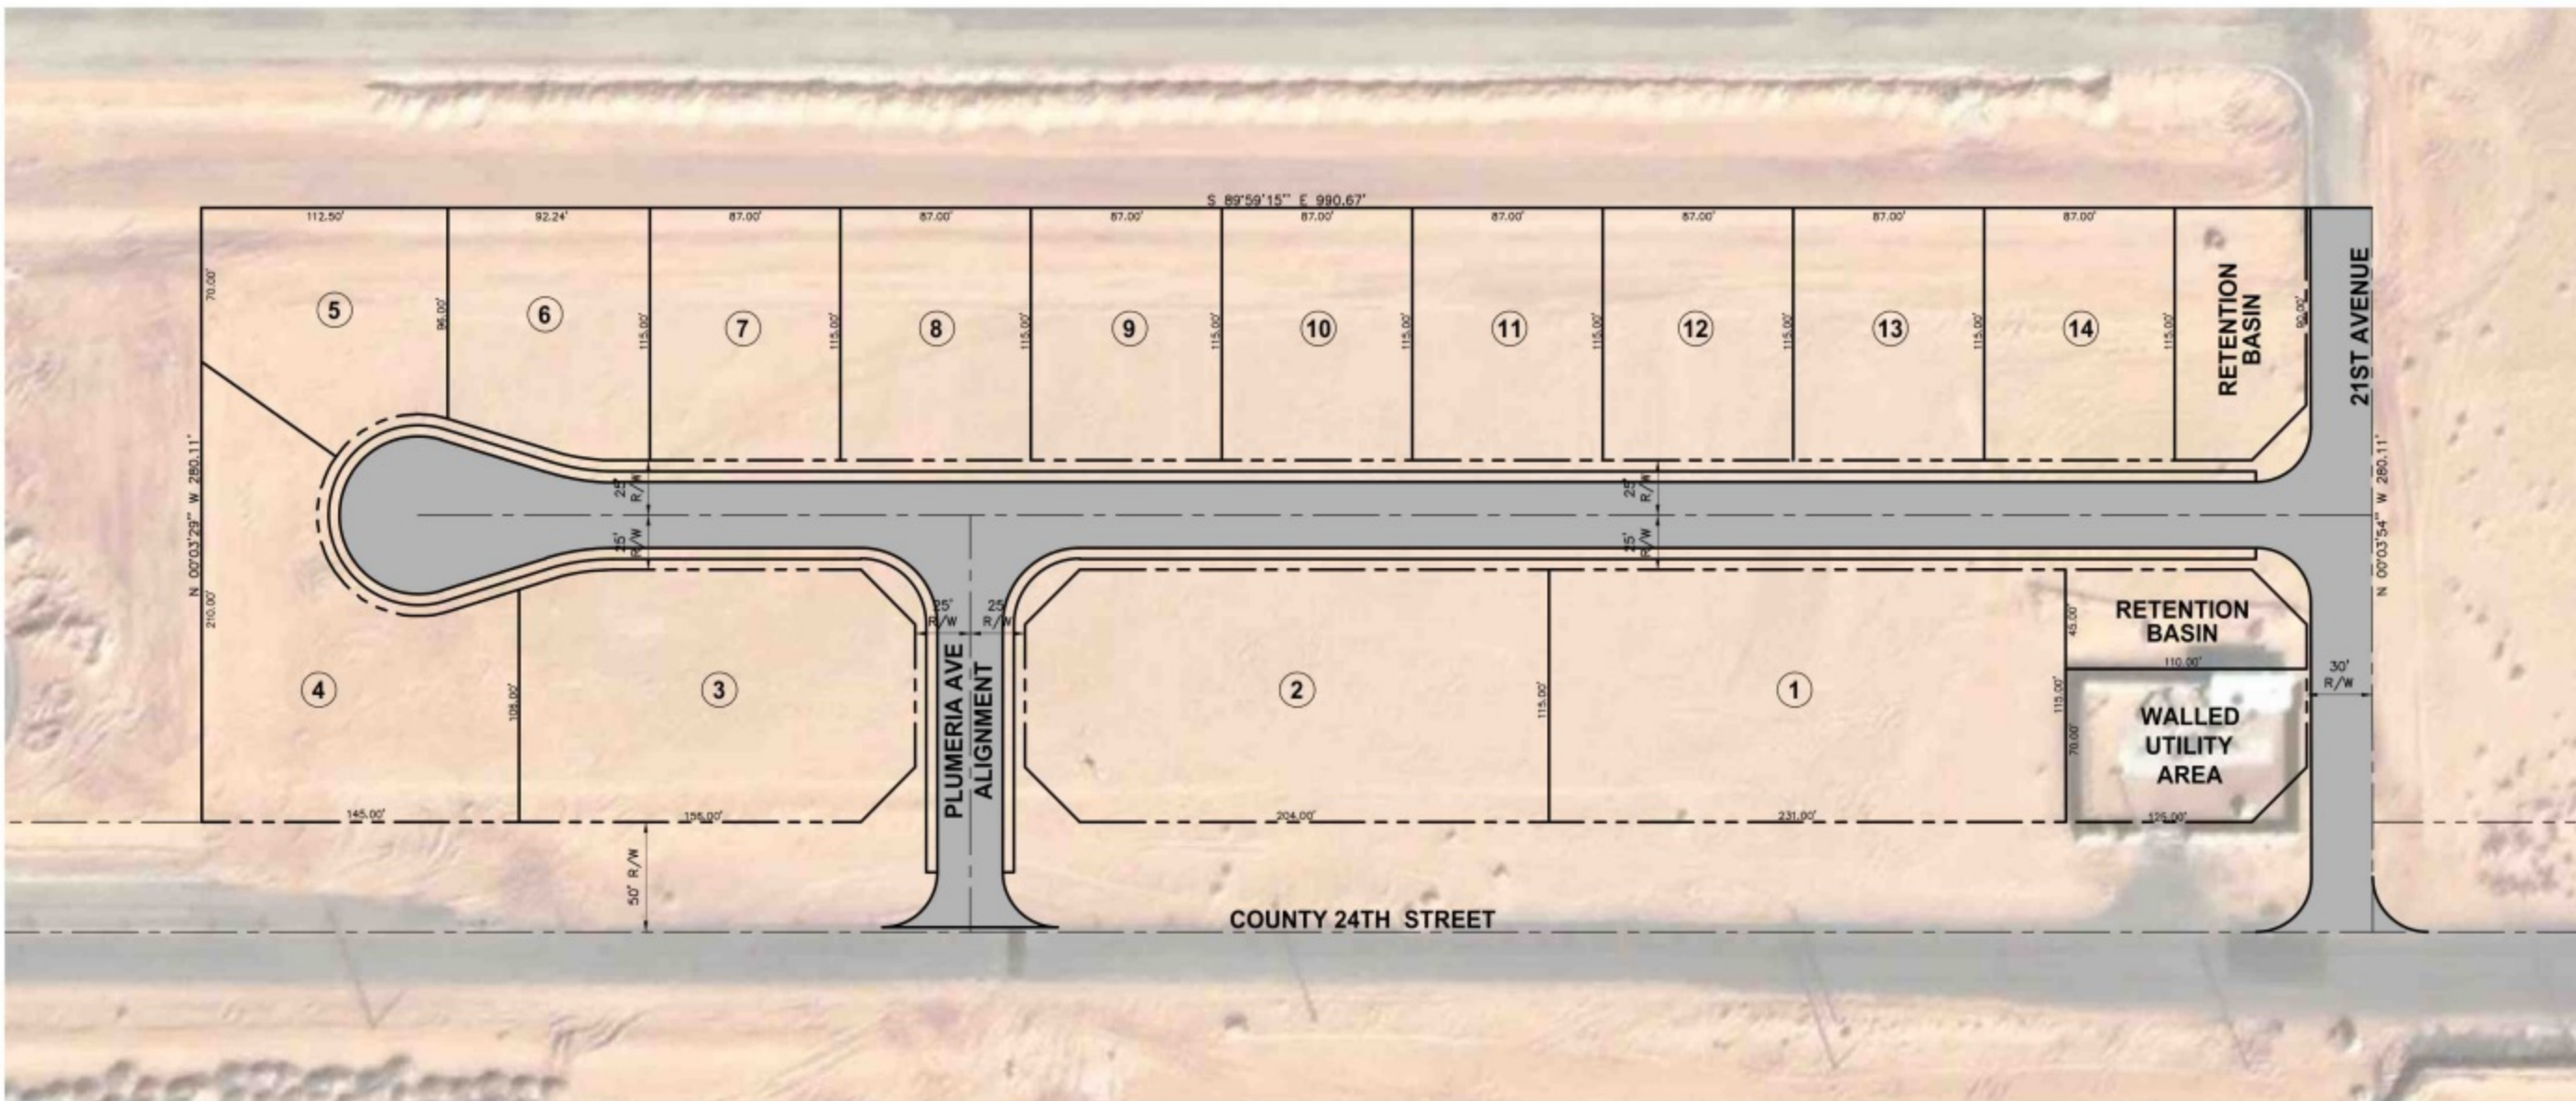 S 89°59'15" E 990.67'
112.50'
92.24'
87.00'
87.00'
87.00'
87.00'
87.00'
87.00'
87.00'
87.00'
70.00'
5
96.00'
6
115.00'
7
115.00'
8
115.00'
9
115.00'
10
115.00'
11
115.00'
12
115.00'
13
115.00'
14
115.00'
RETENTION
BASIN
90.00'
21ST AVENUE
N 00°03'29" W 280.11'
25'
R/W
25'
R/W
25'
R/W
25'
R/W
N 00°03'54" W 280.11'
210.00'
4
3
25'
R/W
25'
R/W
PLUMERIA AVE
ALIGNMENT
2
115.00'
1
45.00'
115.00'
70.00'
RETENTION
BASIN
110.00'
WALLED
UTILITY
AREA
30'
R/W
145.00'
204.00'
231.00'
125.00'
50' R/W
COUNTY 24TH STREET